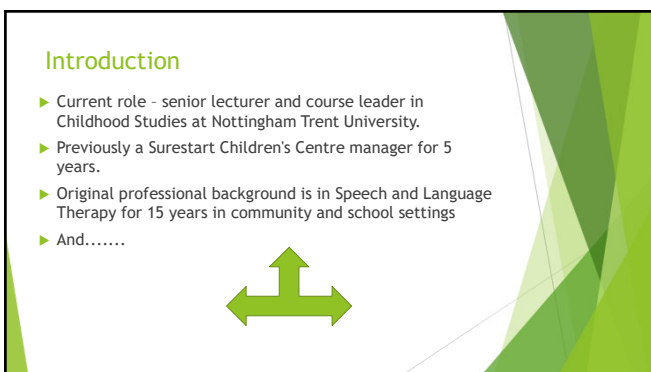 Introduction
Current role - senior lecturer and course leader in
Childhood Studies at Nottingham Trent University.
Previously a Surestart Children's Centre manager for 5
years.
Original professional background is in Speech and Language
Therapy for 15 years in community and school settings
And.......